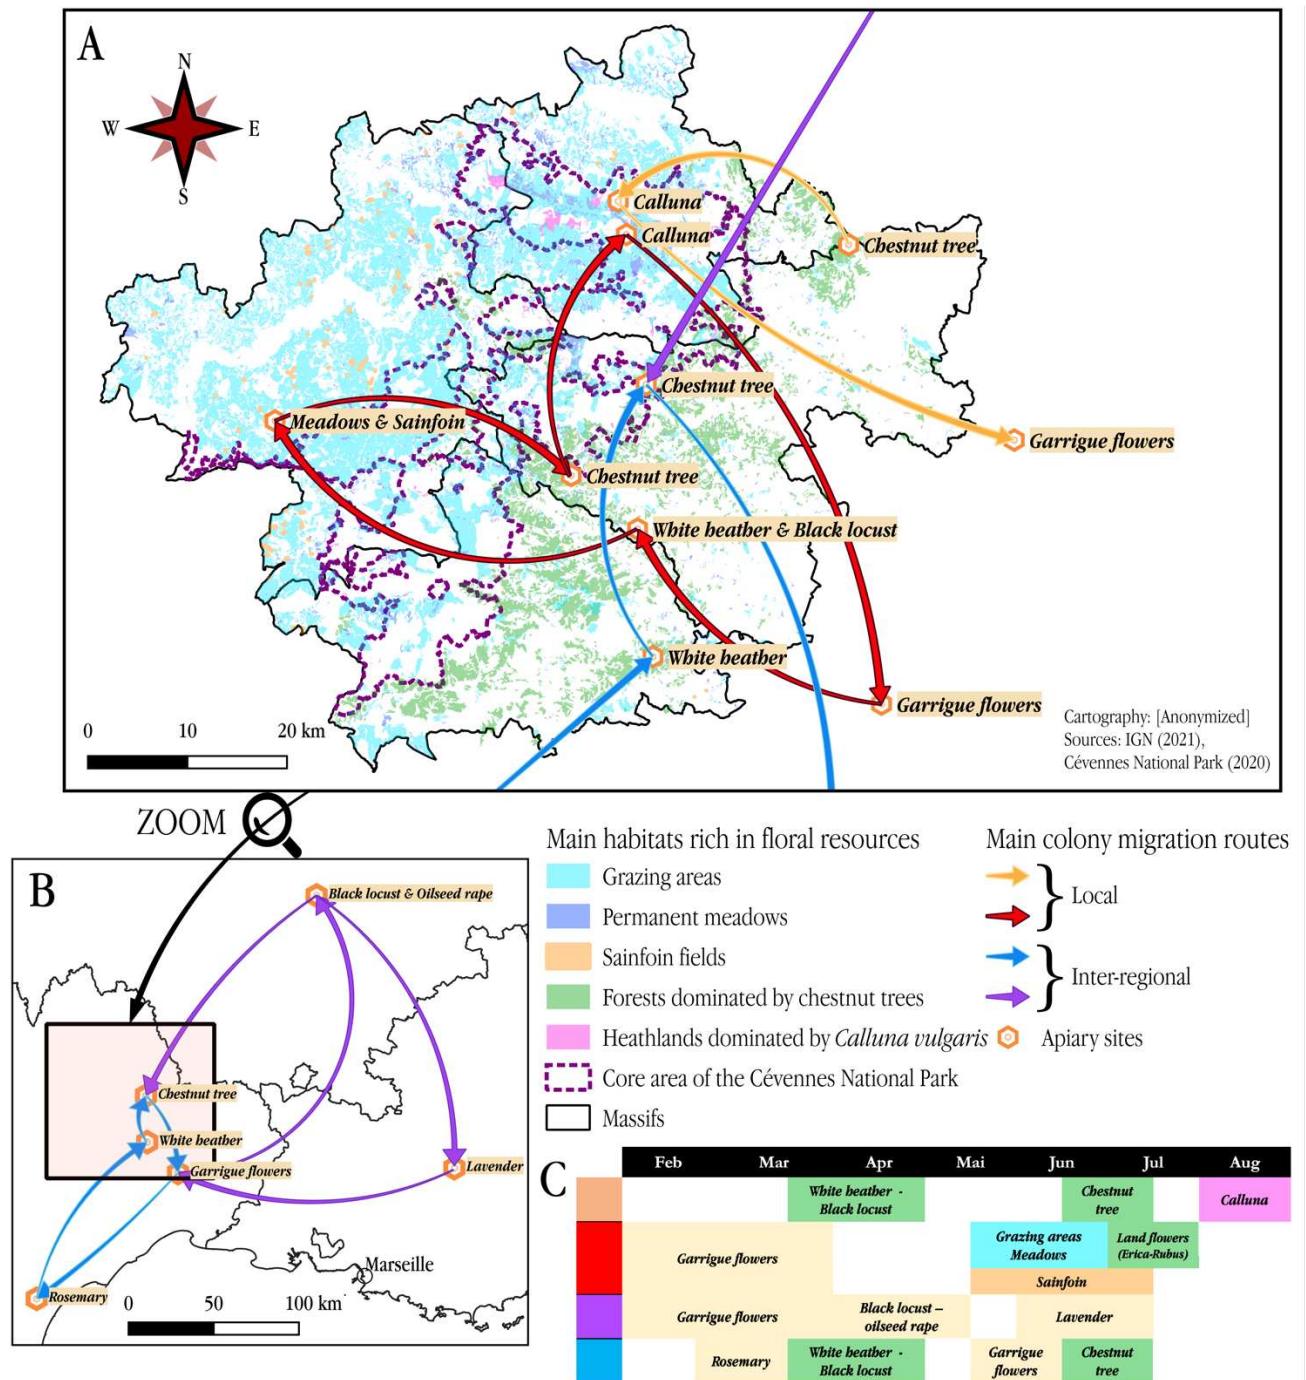 A
N
W
E
S
Calluna
Calluna
Chestnut tree
Chestnut tree
Garrigue flowers
Meadows & Sainfoin
Chestnut tree
White heather & Black locust
White heather
Garrigue flowers
0 10 20 km
Cartography: [Anonymized]
Sources: IGN (2021),
Cévennes National Park (2020)
ZOOM
B
Black locust & Oilseed rape
Chestnut tree
White heather
Garrigue flowers
Lavender
Marseille
Rosemary
0 50 100 km
Main habitats rich in floral resources
Grazing areas
Permanent meadows
Sainfoin fields
Forests dominated by chestnut trees
Heathlands dominated by Calluna vulgaris
Core area of the Cévennes National Park
Massifs
Main colony migration routes
Local
Inter-regional
Apiary sites
C
Feb Mar Apr Mai Jun Jul Aug
White heather -
Black locust
Chestnut
tree
Calluna
Garrigue flowers
Grazing areas
Meadows
Land flowers
(Erica-Rubus)
Sainfoin
Garrigue flowers
Black locust –
oilseed rape
Lavender
Rosemary
White heather -
Black locust
Garrigue
flowers
Chestnut
tree